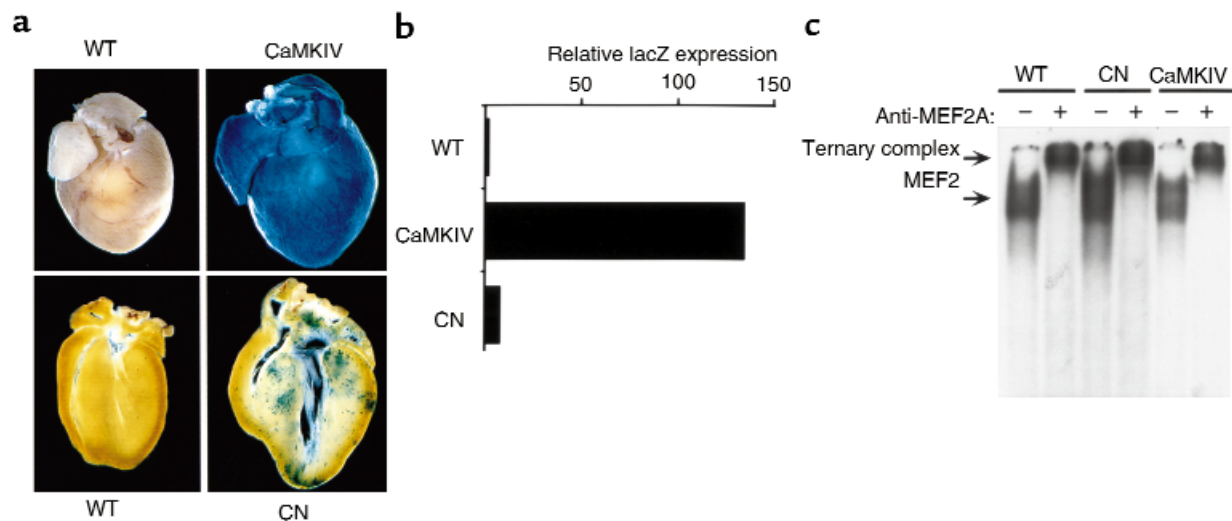 a
WT
CaMKIV
WT
CN
b
Relative lacZ expression
50 100 150
WT
CaMKIV
CN
c
WT CN CaMKIV
Anti-MEF2A: − + − + − +
Ternary complex
MEF2